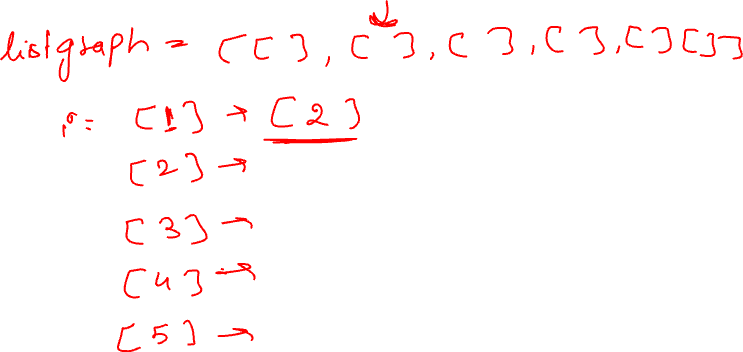 ↓
listgraph = [[], [], [], [], [][]]
[1] → [2]
[2] →
[3] →
[4] →
[5] →